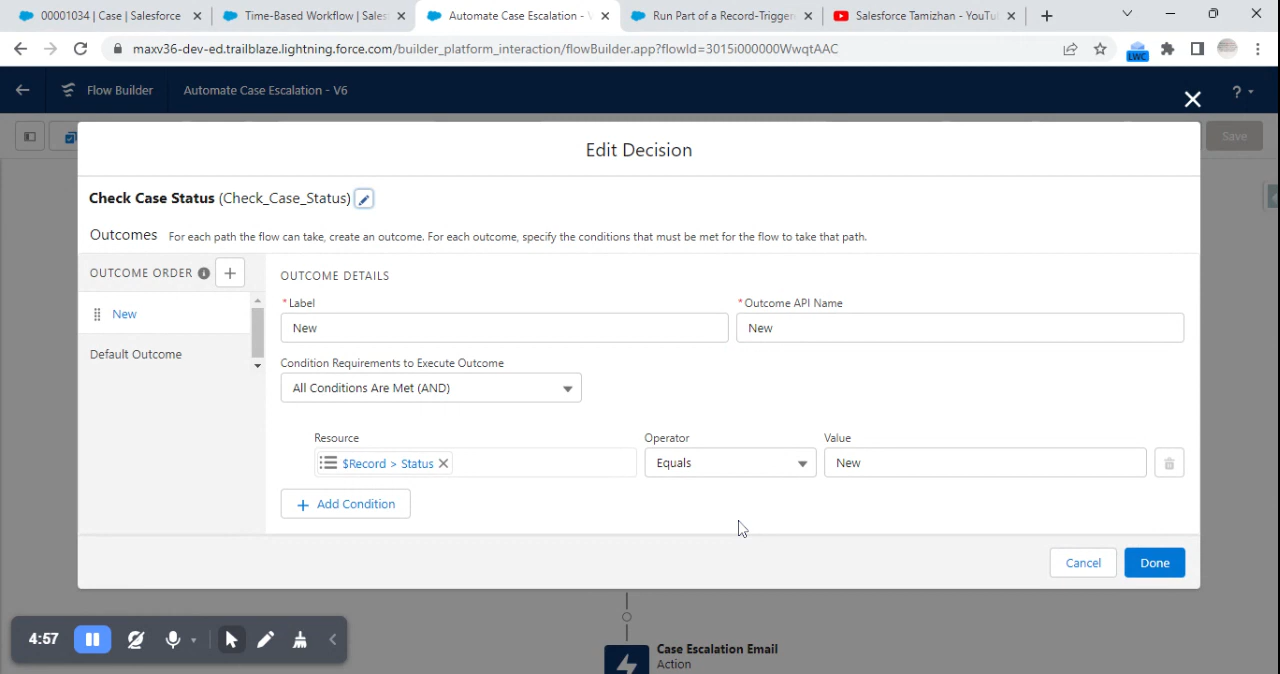 00001034 | Case | Salesforce
Time-Based Workflow | Sales
Automate Case Escalation - V
Run Part of a Record-Trigger
Salesforce Tamizhan - YouTu
maxv36-dev-ed.trailblaze.lightning.force.com/builder_platform_interaction/flowBuilder.app?flowId=3015i000000WwqtAAC
LWC
Flow Builder
Automate Case Escalation - V6
?
Save
Edit Decision
Check Case Status (Check_Case_Status)
Outcomes For each path the flow can take, create an outcome. For each outcome, specify the conditions that must be met for the flow to take that path.
OUTCOME ORDER
OUTCOME DETAILS
New
Default Outcome
*Label
*Outcome API Name
New
New
Condition Requirements to Execute Outcome
All Conditions Are Met (AND)
Resource
Operator
Value
$Record > Status
Equals
New
+ Add Condition
Cancel
Done
Case Escalation Email
Action
4:57